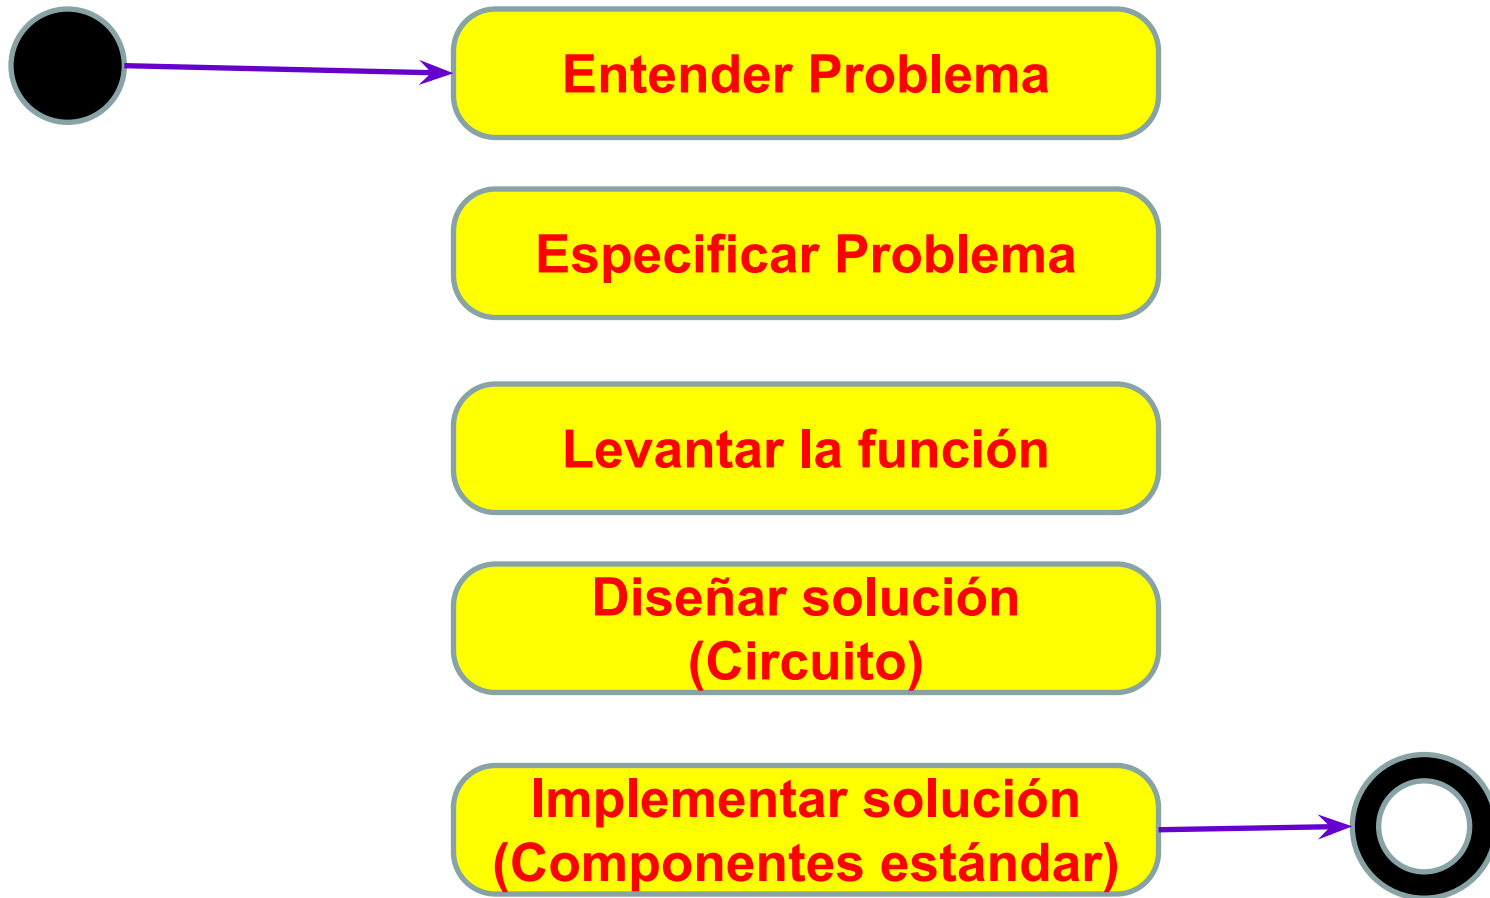 Entender Problema
Especificar Problema
Levantar la función
Diseñar solución
(Circuito)
Implementar solución
(Componentes estándar)